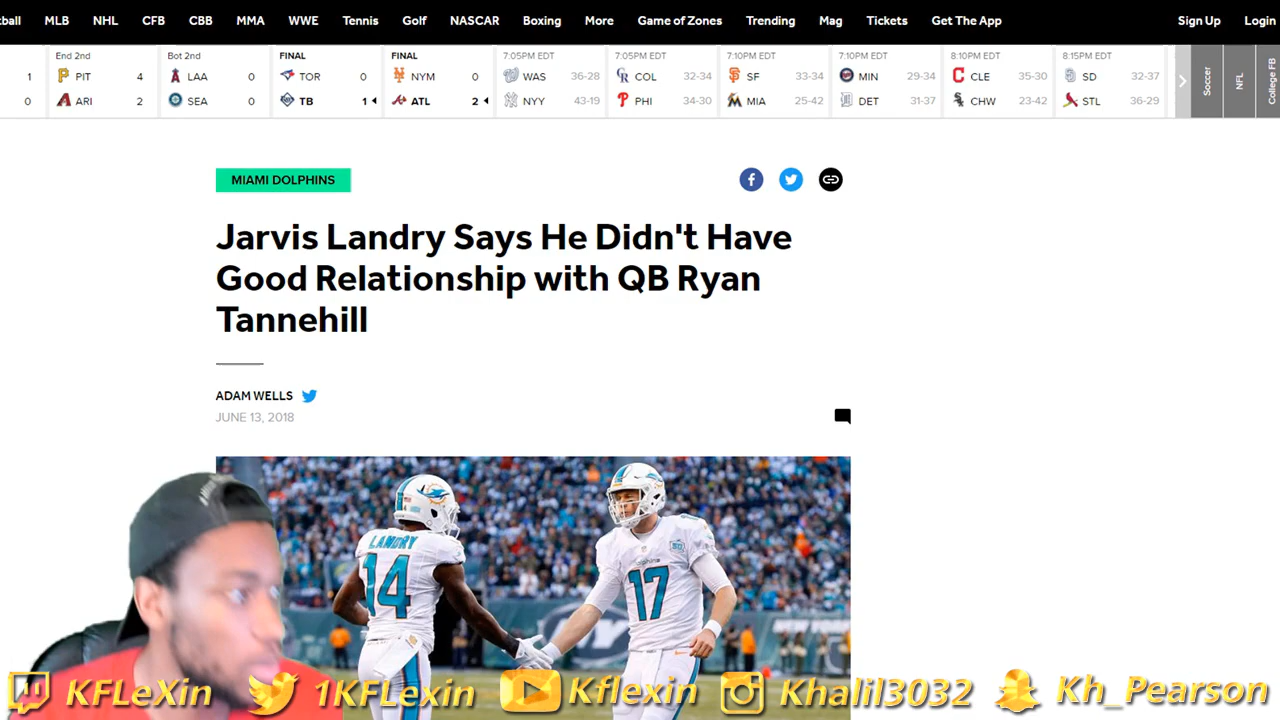 tball MLB NHL CFB CBB MMA WWE Tennis Golf NASCAR Boxing More Game of Zones Trending Mag Tickets Get The App Sign Up Login
End 2nd Bot 2nd FINAL FINAL 7:05PM EDT 7:05PM EDT 7:10PM EDT 7:10PM EDT 8:10PM EDT 8:15PM EDT
1 PIT 4 LAA 0 TOR 0 NYM 0 WAS 36-28 COL 32-34 SF 33-34 MIN 29-34 CLE 35-30 SD 32-37
0 ARI 2 SEA 0 TB 1 ATL 2 NYY 43-19 PHI 34-30 MIA 25-42 DET 31-37 CHW 23-42 STL 36-29
Soccer
NFL
College FB
MIAMI DOLPHINS
Jarvis Landry Says He Didn't Have
Good Relationship with QB Ryan
Tannehill
ADAM WELLS
JUNE 13, 2018
LANDRY
14
17
KFLeXin 1KFLexin Kflexin Khalil3032 Kh_Pearson